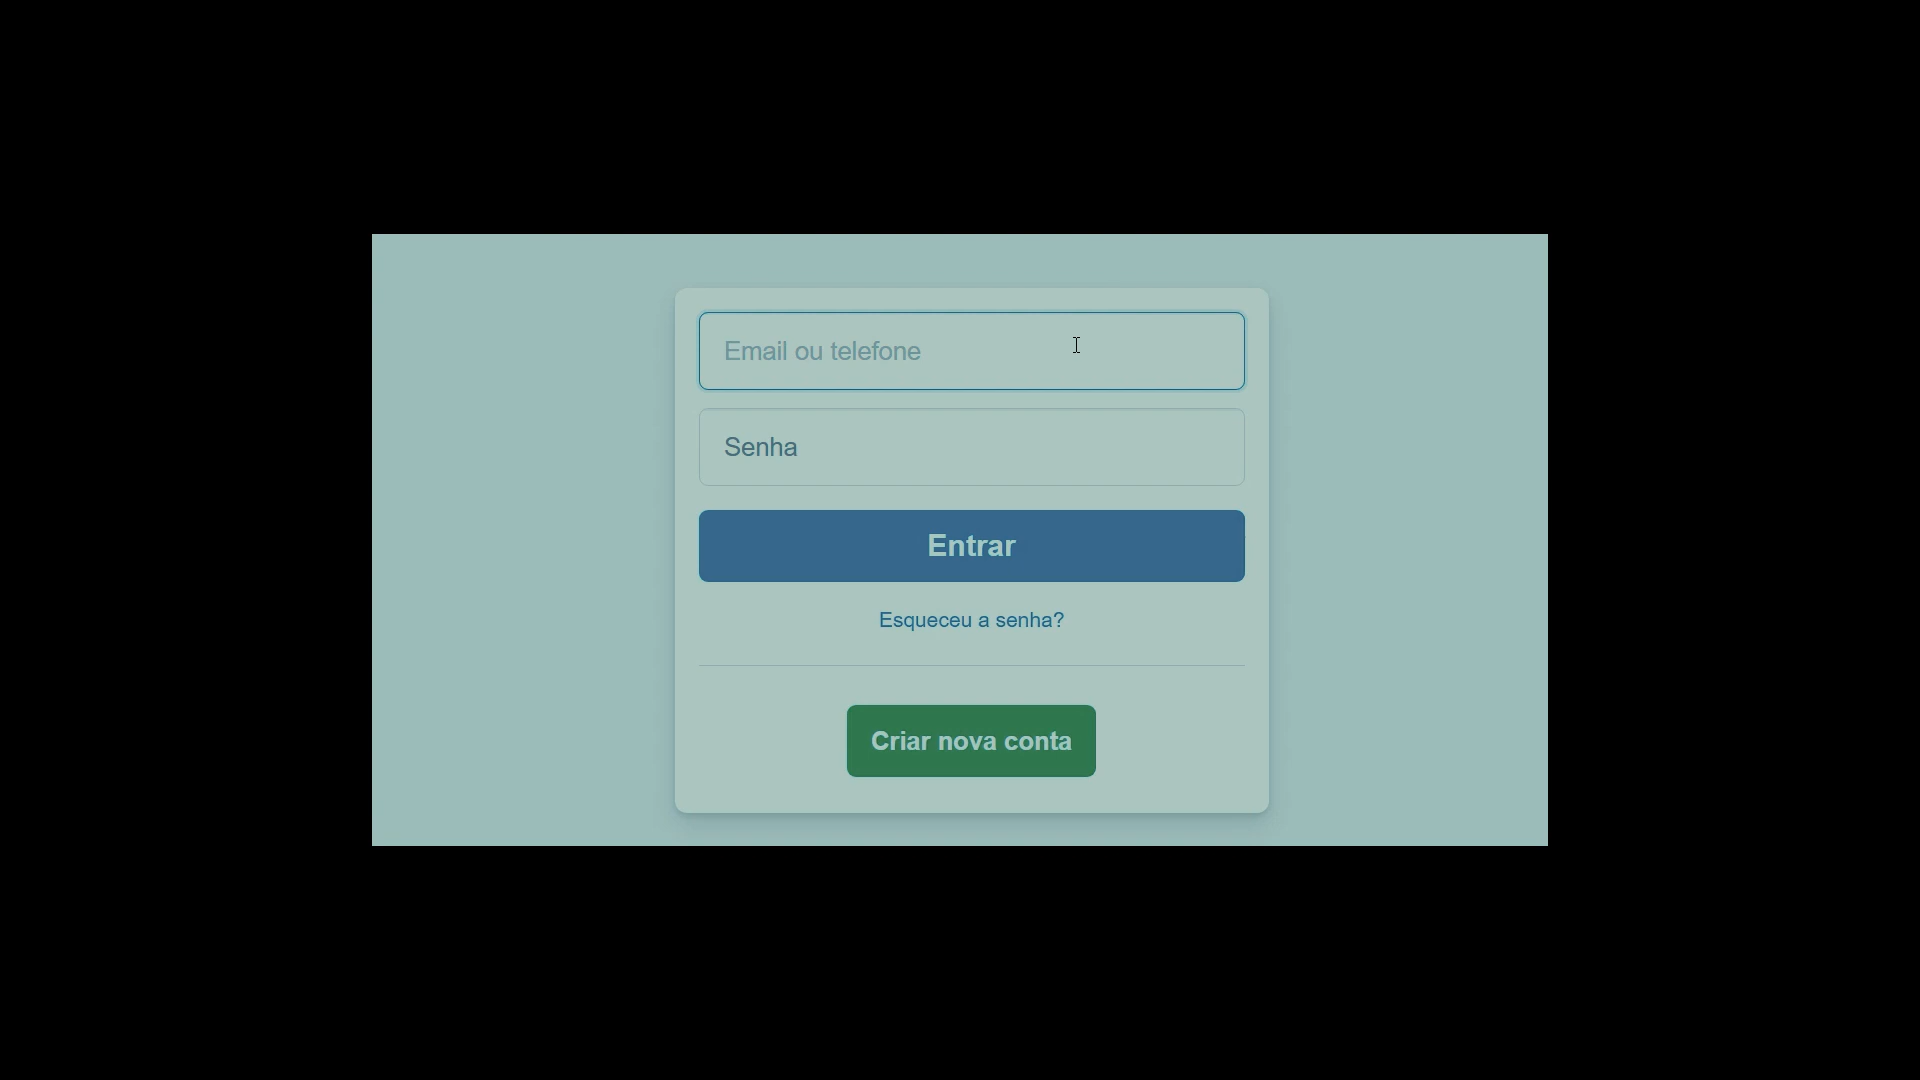 Email ou telefone
Senha
Entrar
Esqueceu a senha?
Criar nova conta